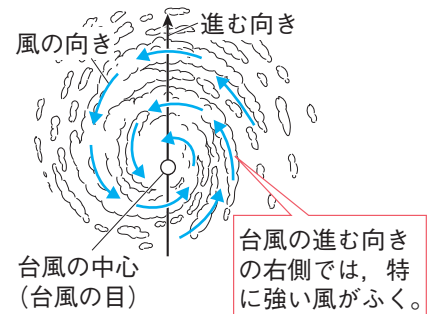 進む向き
風の向き
台風の中心
（台風の目）
台風の進む向き
の右側では，特
に強い風がふく。